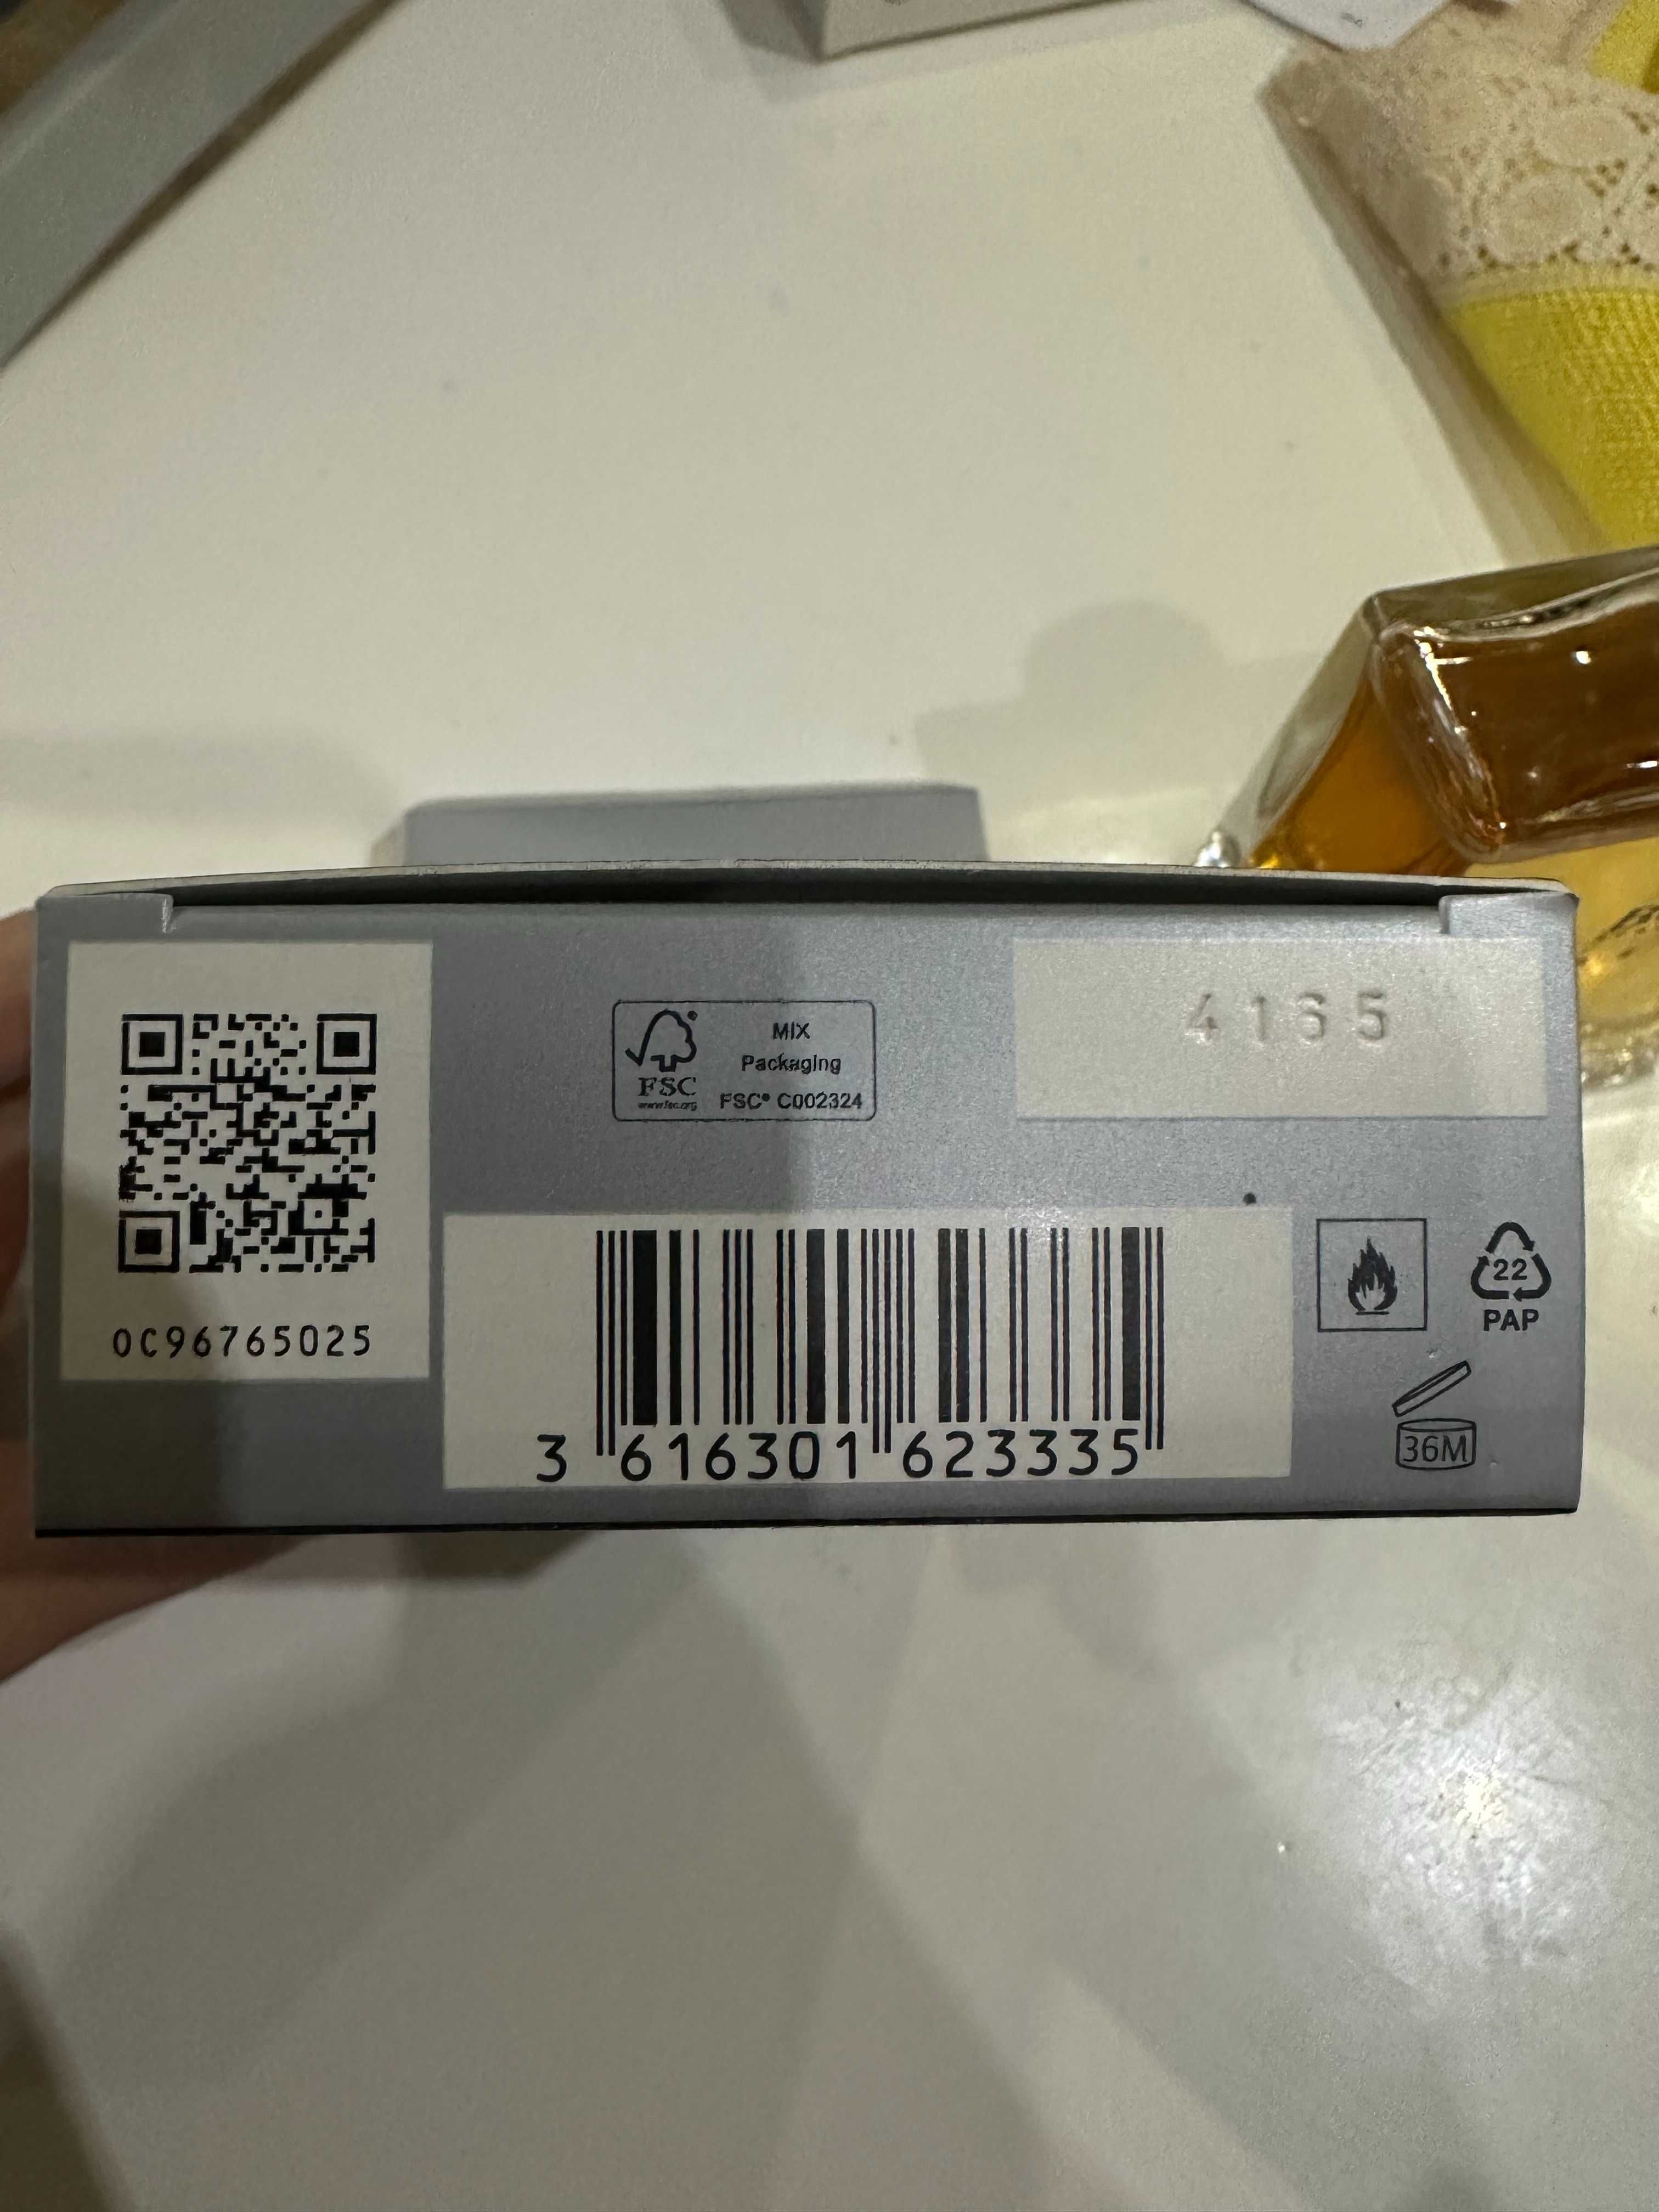 4165
MIX
Packaging
FSC
www.fsc.org
FSC® C002324
22
PAP
0C96765025
36M
3 616301 623335